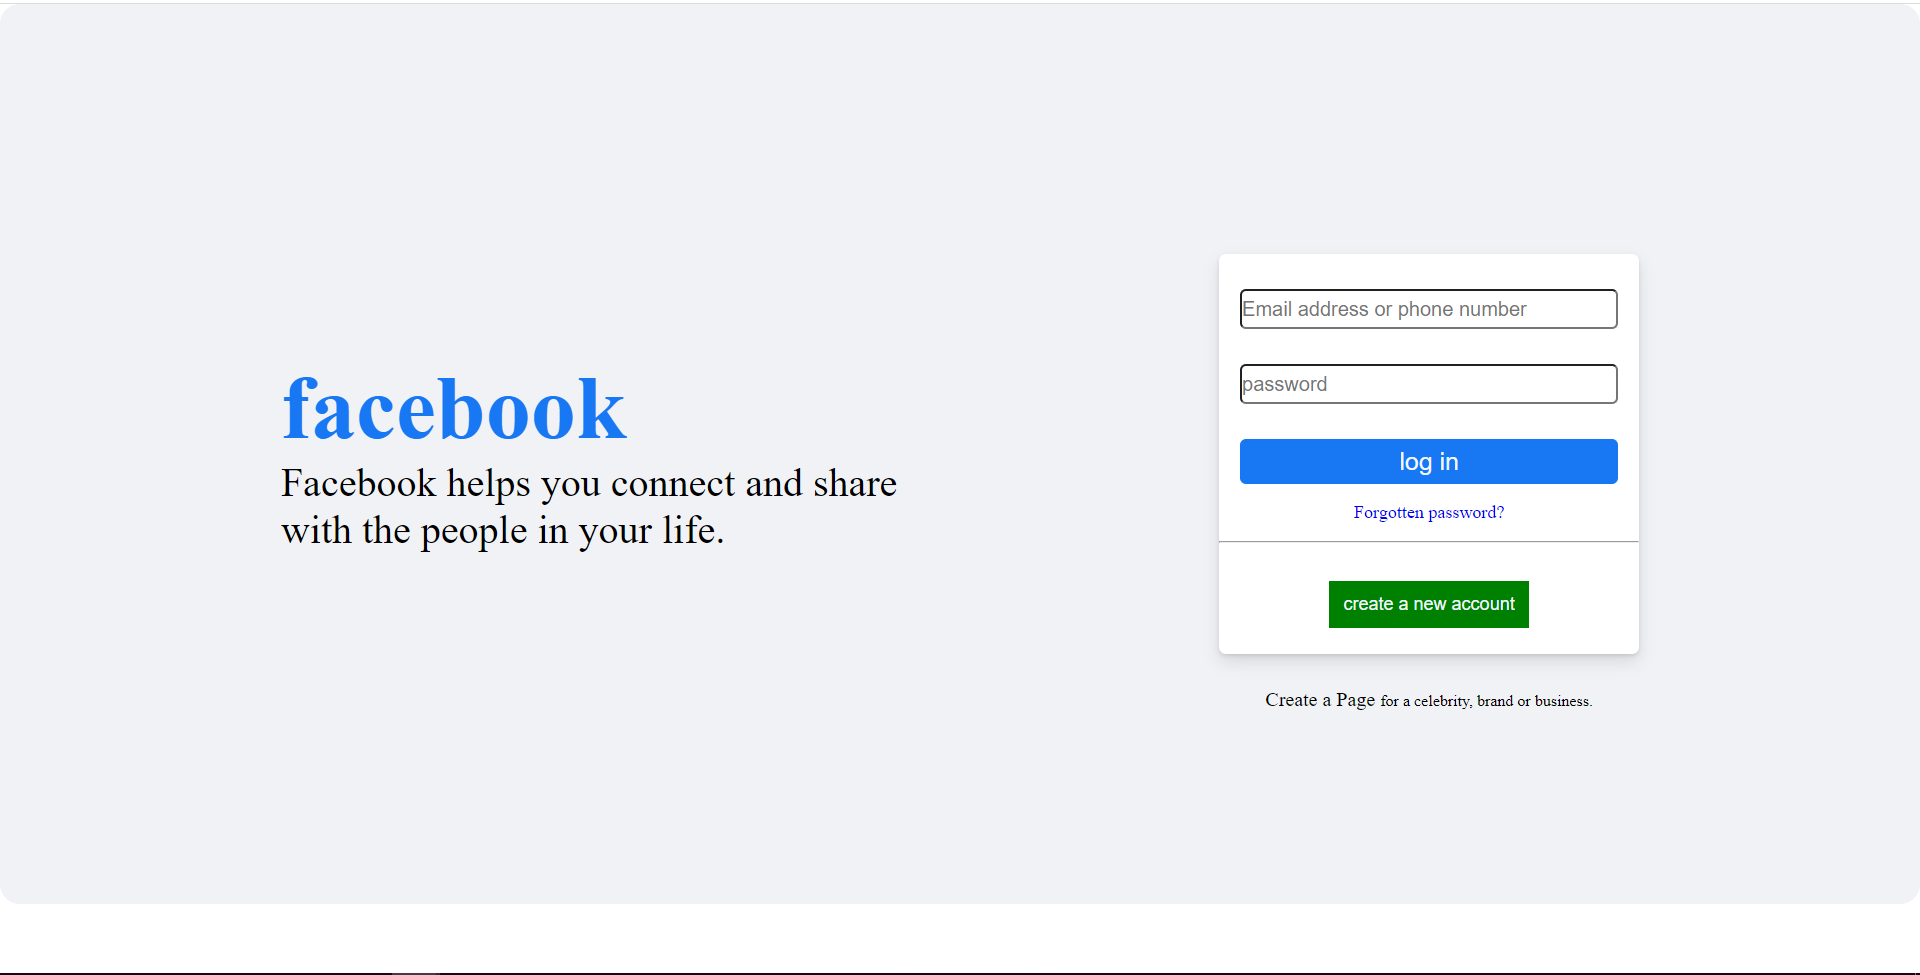 facebook
Facebook helps you connect and share
with the people in your life.
Email address or phone number
password
log in
Forgotten password?
create a new account
Create a Page for a celebrity, brand or business.